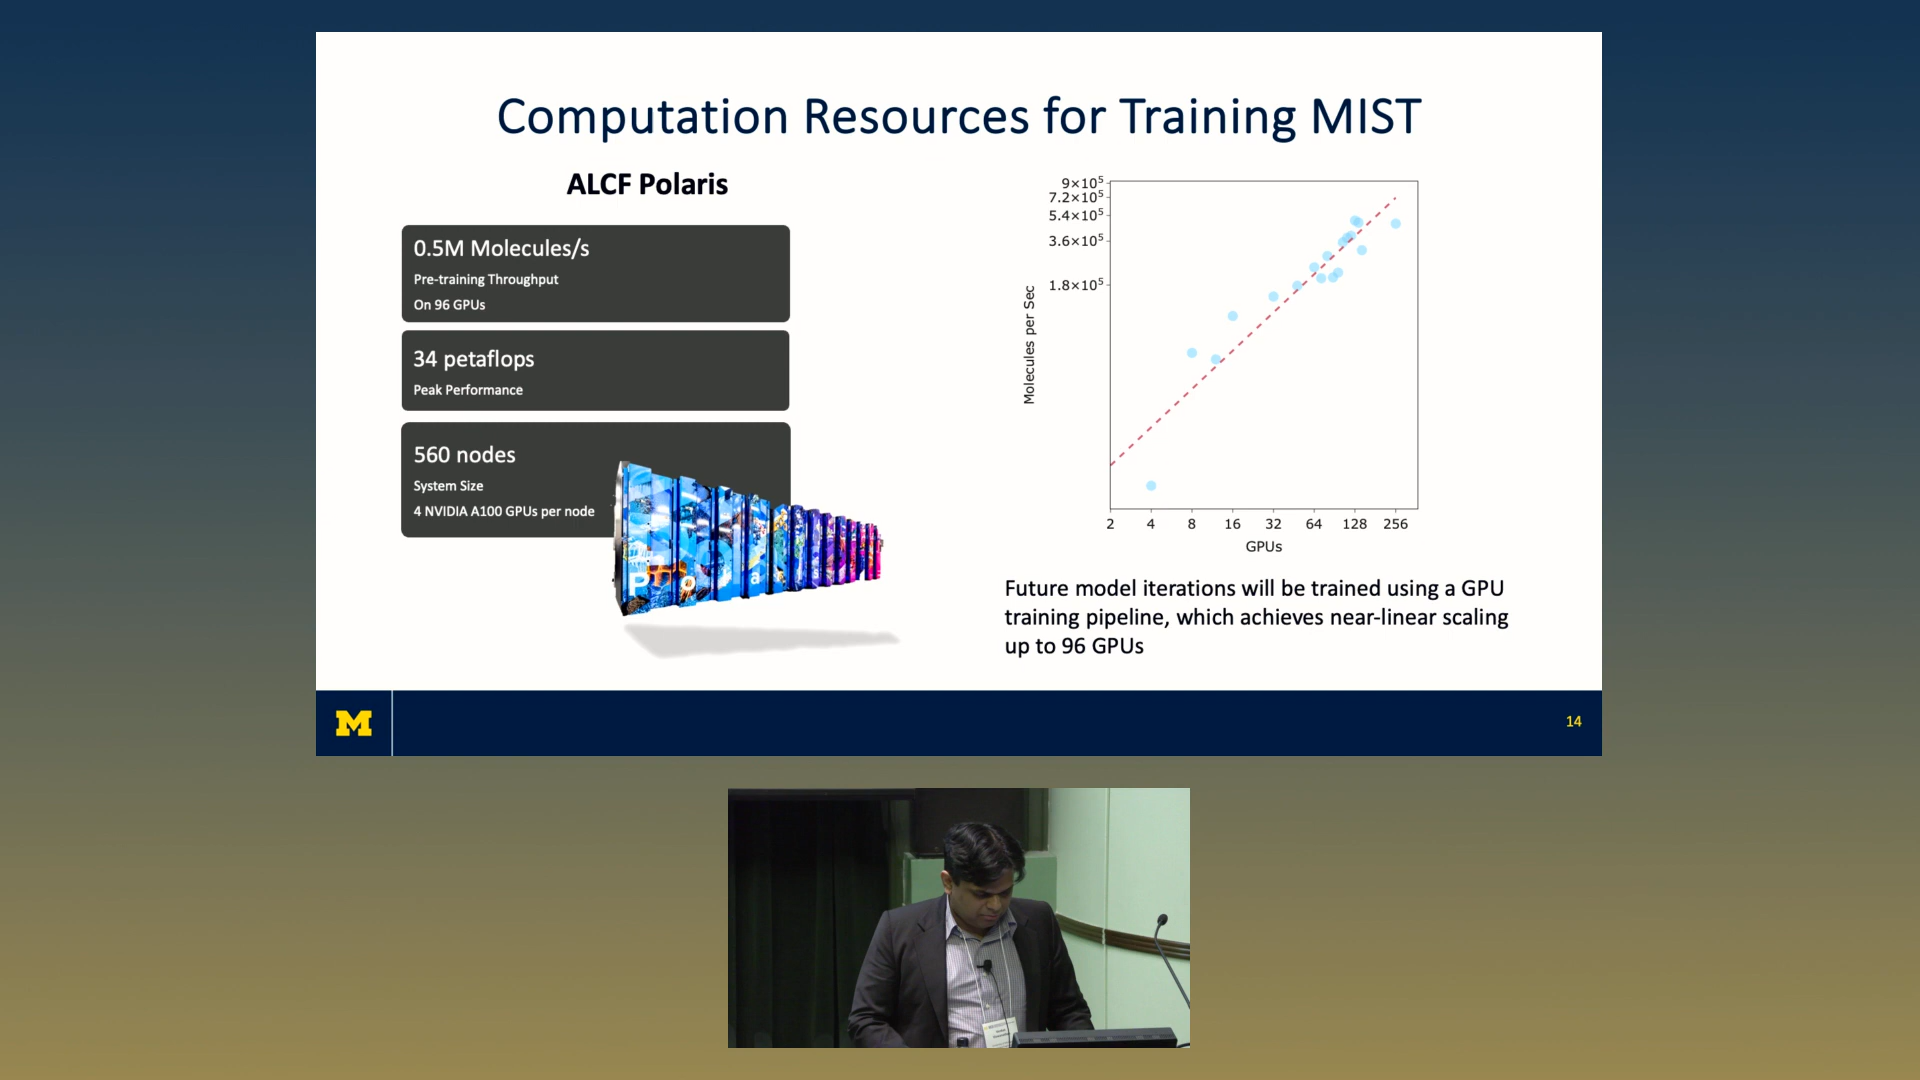 Computation Resources for Training MIST
ALCF Polaris
0.5M Molecules/s
Pre-training Throughput
On 96 GPUs
34 petaflops
Peak Performance
560 nodes
System Size
4 NVIDIA A100 GPUs per node
9×10⁵
7.2×10⁵
5.4×10⁵
3.6×10⁵
1.8×10⁵
Molecules per Sec
2 4 8 16 32 64 128 256
GPUs
Future model iterations will be trained using a GPU
training pipeline, which achieves near-linear scaling
up to 96 GPUs
M
14